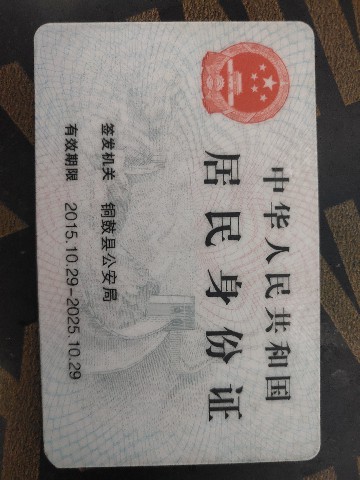 中华人民共和国
居民身份证
签发机关 铜鼓县公安局
有效期限 2015.10.29-2025.10.29